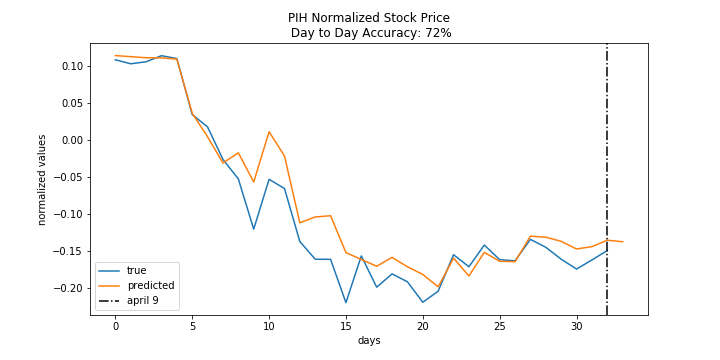 PIH Normalized Stock Price
Day to Day Accuracy: 72%
0.10
0.05
0.00
−0.05
−0.10
−0.15
−0.20
normalized values
true
predicted
april 9
0 5 10 15 20 25 30
days